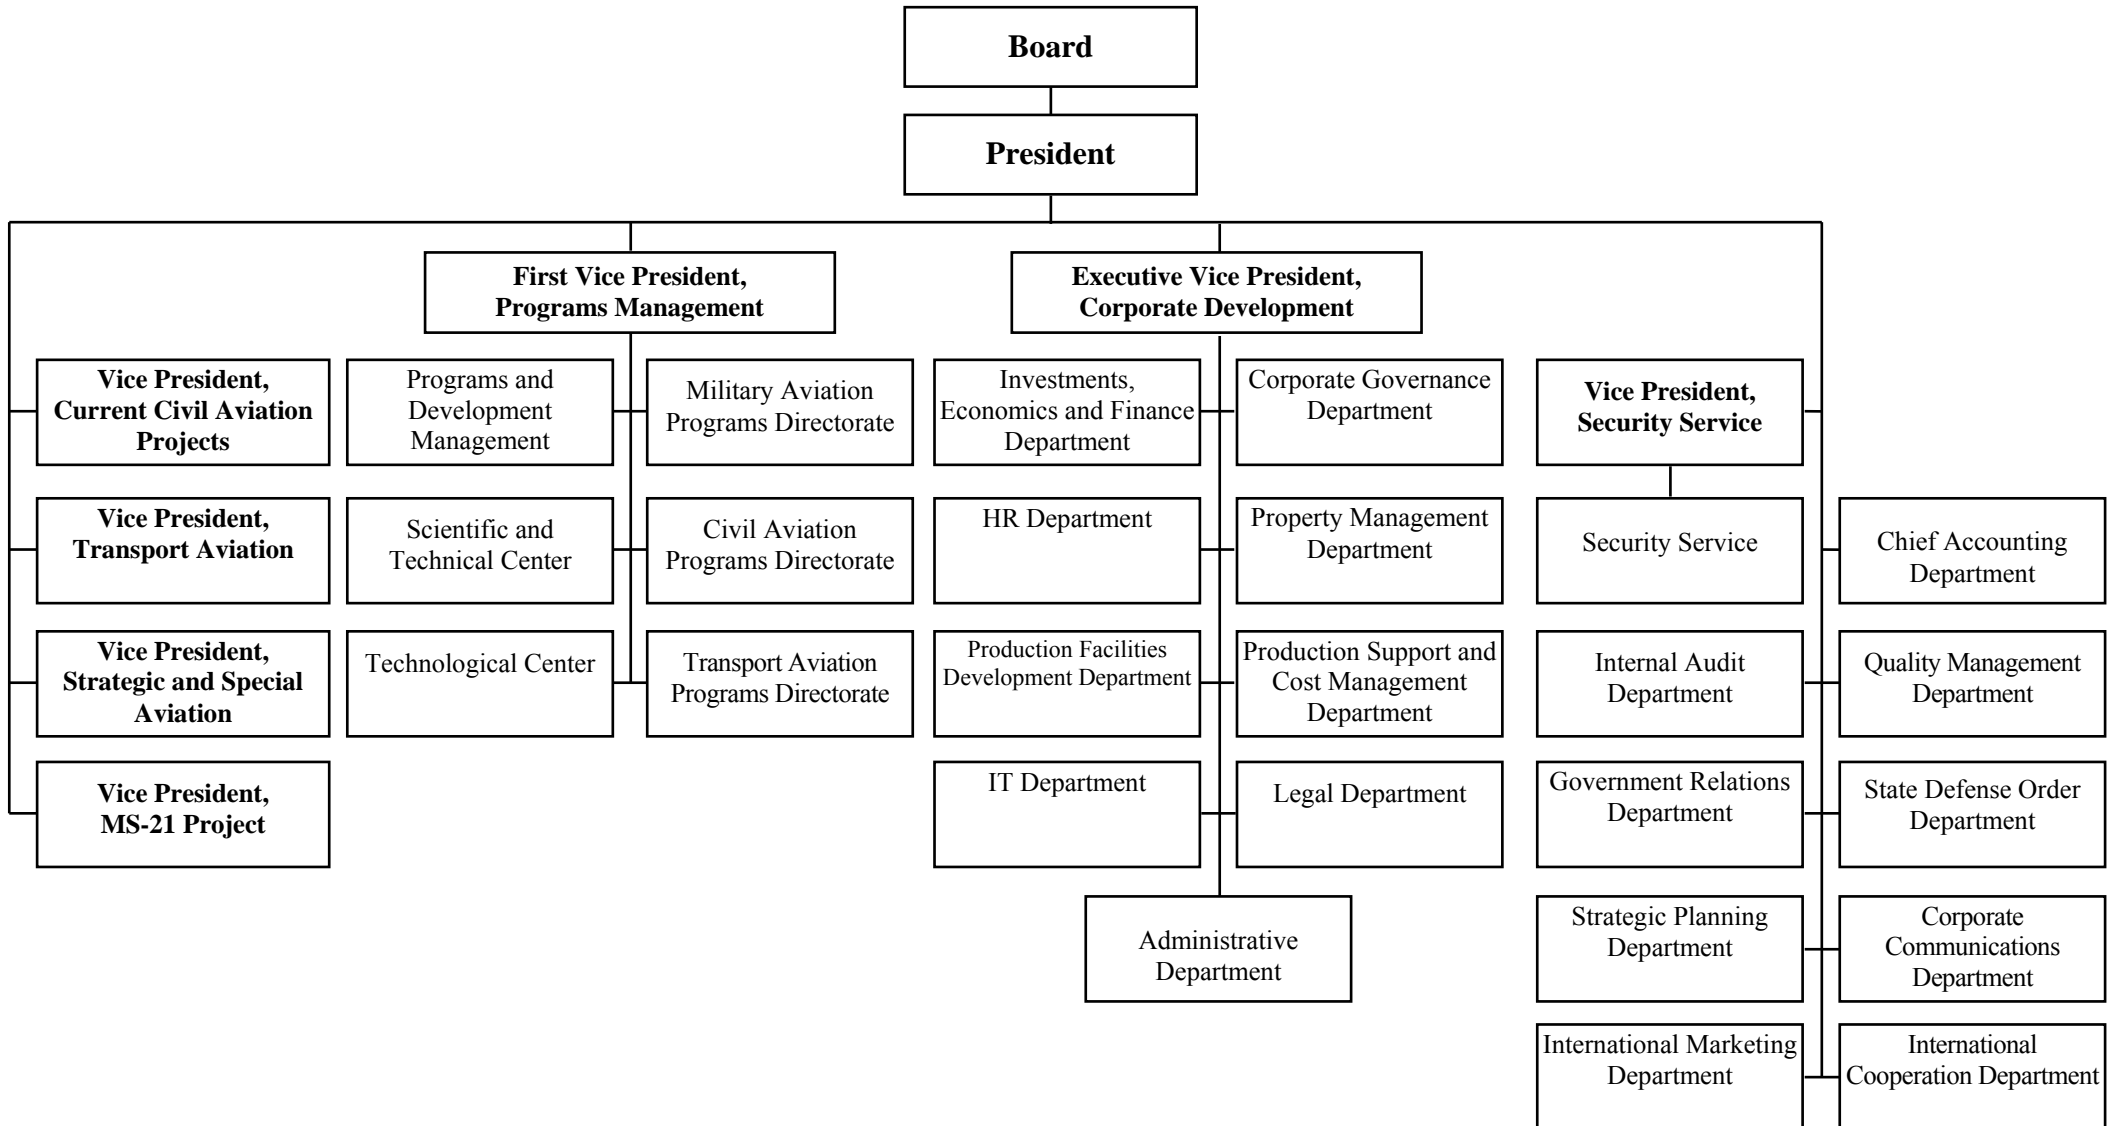 Board
President
First Vice President,
Programs Management
Executive Vice President,
Corporate Development
Vice President,
Current Civil Aviation
Projects
Programs and
Development
Management
Military Aviation
Programs Directorate
Investments,
Economics and Finance
Department
Corporate Governance
Department
Vice President,
Security Service
Vice President,
Transport Aviation
Scientific and
Technical Center
Civil Aviation
Programs Directorate
HR Department
Property Management
Department
Security Service
Chief Accounting
Department
Vice President,
Strategic and Special
Aviation
Technological Center
Transport Aviation
Programs Directorate
Production Facilities
Development Department
Production Support and
Cost Management
Department
Internal Audit
Department
Quality Management
Department
Vice President,
MS-21 Project
IT Department
Legal Department
Government Relations
Department
State Defense Order
Department
Administrative
Department
Strategic Planning
Department
Corporate
Communications
Department
International Marketing
Department
International
Cooperation Department